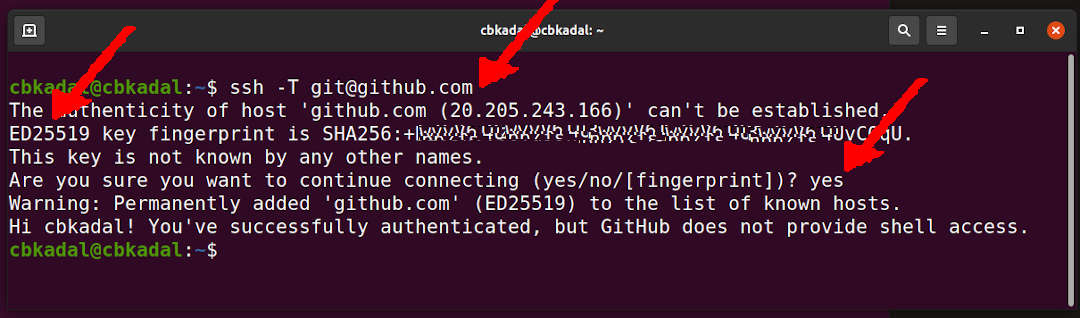 cbkadal@cbkadal: ~
cbkadal@cbkadal:~$ ssh -T git@github.com
The authenticity of host 'github.com (20.205.243.166)' can't be established.
ED25519 key fingerprint is
This key is not known by any other names.
Are you sure you want to continue connecting (yes/no/[fingerprint])? yes
Warning: Permanently added 'github.com' (ED25519) to the list of known hosts.
Hi cbkadal! You've successfully authenticated, but GitHub does not provide shell access.
cbkadal@cbkadal:~$